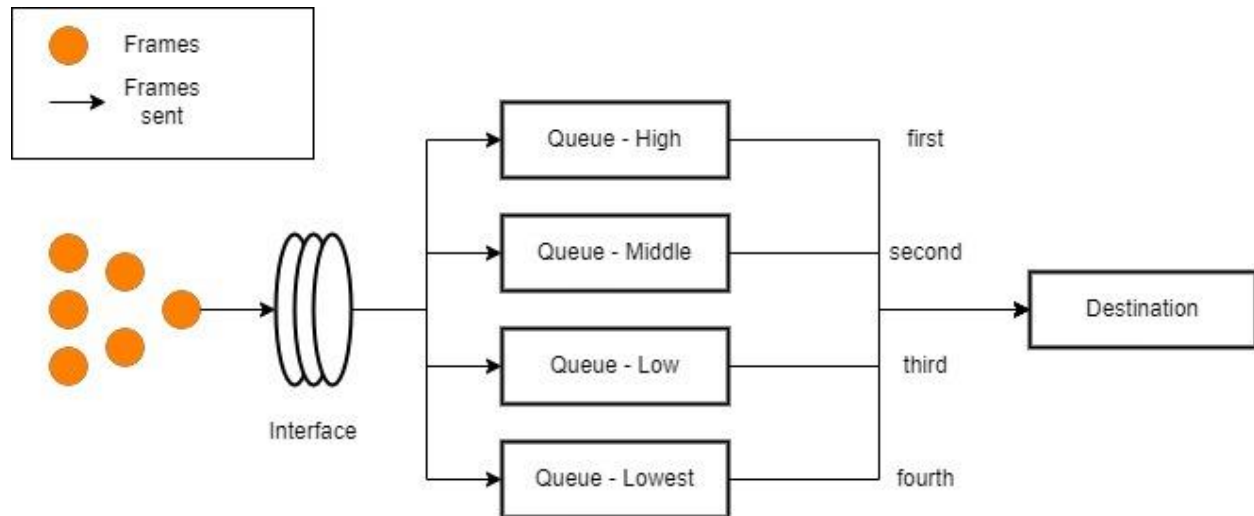 Frames
Frames
sent
Queue - High
first
Queue - Middle
second
Destination
Queue - Low
third
Interface
Queue - Lowest
fourth